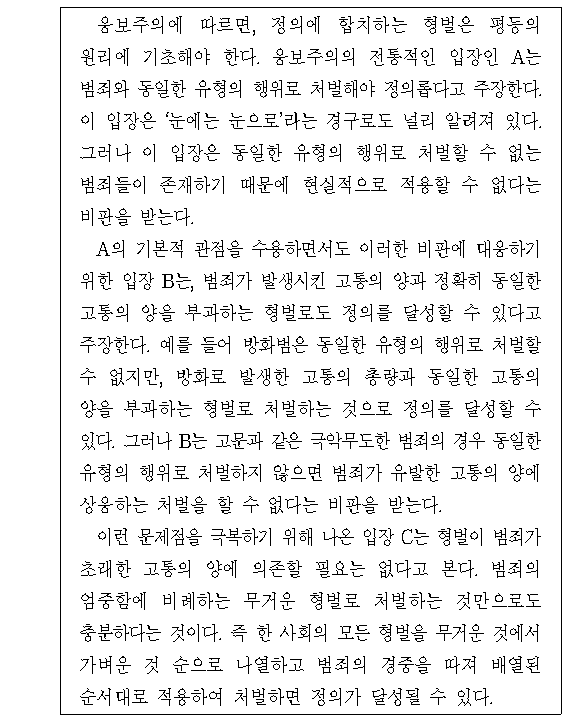 응보주의에 따르면, 정의에 합치하는 형벌은 평등의
원리에 기초해야 한다. 응보주의의 전통적인 입장인 A는
범죄와 동일한 유형의 행위로 처벌해야 정의롭다고 주장한다.
이 입장은 ‘눈에는 눈으로’라는 경구로도 널리 알려져 있다.
그러나 이 입장은 동일한 유형의 행위로 처벌할 수 없는
범죄들이 존재하기 때문에 현실적으로 적용할 수 없다는
비판을 받는다.
A의 기본적 관점을 수용하면서도 이러한 비판에 대응하기
위한 입장 B는, 범죄가 발생시킨 고통의 양과 정확히 동일한
고통의 양을 부과하는 형벌로도 정의를 달성할 수 있다고
주장한다. 예를 들어 방화범은 동일한 유형의 행위로 처벌할
수 없지만, 방화로 발생한 고통의 총량과 동일한 고통의
양을 부과하는 형벌로 처벌하는 것으로 정의를 달성할 수
있다. 그러나 B는 고문과 같은 극악무도한 범죄의 경우 동일한
유형의 행위로 처벌하지 않으면 범죄가 유발한 고통의 양에
상응하는 처벌을 할 수 없다는 비판을 받는다.
이런 문제점을 극복하기 위해 나온 입장 C는 형벌이 범죄가
초래한 고통의 양에 의존할 필요는 없다고 본다. 범죄의
엄중함에 비례하는 무거운 형벌로 처벌하는 것만으로도
충분하다는 것이다. 즉 한 사회의 모든 형벌을 무거운 것에서
가벼운 것 순으로 나열하고 범죄의 경중을 따져 배열된
순서대로 적용하여 처벌하면 정의가 달성될 수 있다.